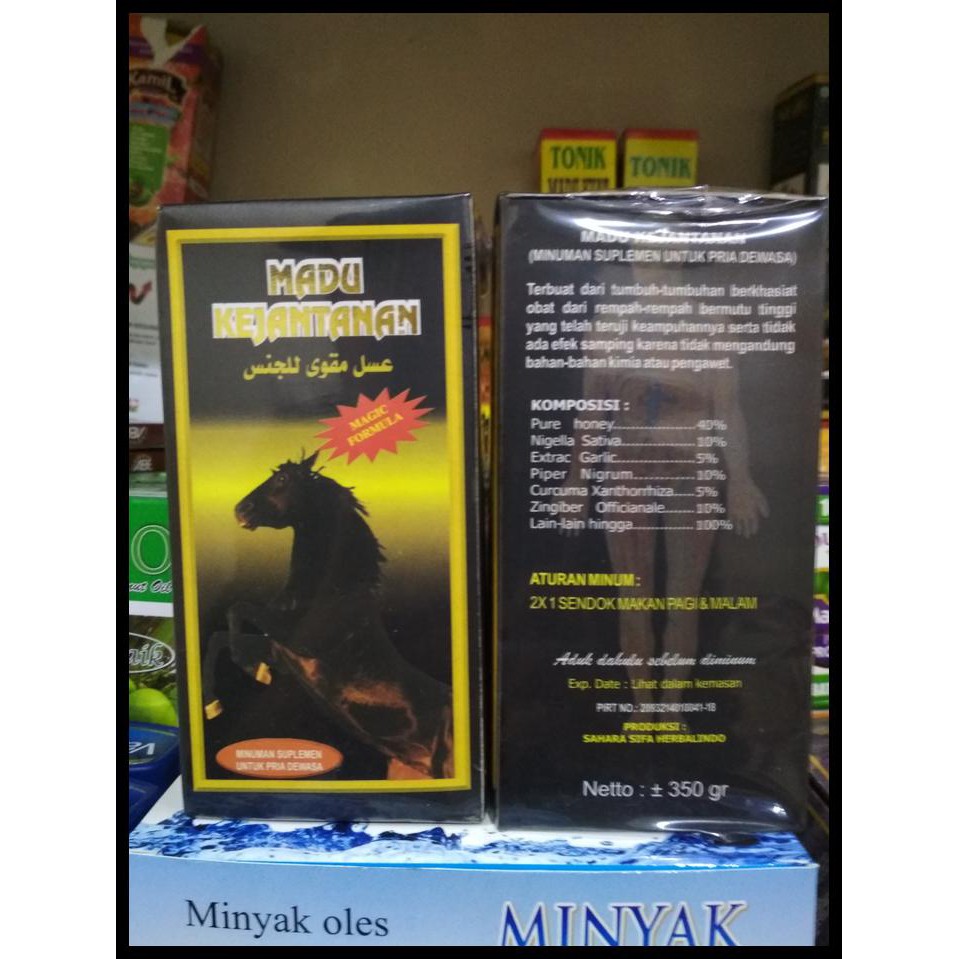 Kamil
TONIK
TONIK
MADU
KEJANTANAN
عسل مقوى للجنس
MAGIC
FORMULA
MINUMAN SUPLEMEN
UNTUK PRIA DEWASA
MADU KEJANTANAN
(MINUMAN SUPLEMEN UNTUK PRIA DEWASA)
Terbuat dari tumbuh-tumbuhan berkhasiat
obat dari rempah-rempah bermutu tinggi
yang telah teruji keampuhannya serta tidak
ada efek samping karena tidak mengandung
bahan-bahan kimia atau pengawet.
KOMPOSISI :
Pure honey....................40%
Nigella Sativa..................10%
Extrac Garlic...................5%
Piper Nigrum..................10%
Curcuma Xanthorrhiza.....5%
Zingiber Officianale.......10%
Lain-lain hingga.............100%
ATURAN MINUM :
2X1 SENDOK MAKAN PAGI & MALAM
Aduk dahulu sebelum diminum
Exp. Date : Lihat dalam kemasan
PIRT NO.: 2893214010041-18
PRODUKSI :
SAHARA SIFA HERBALINDO
Netto : ± 350 gr
Minyak oles
MINYAK